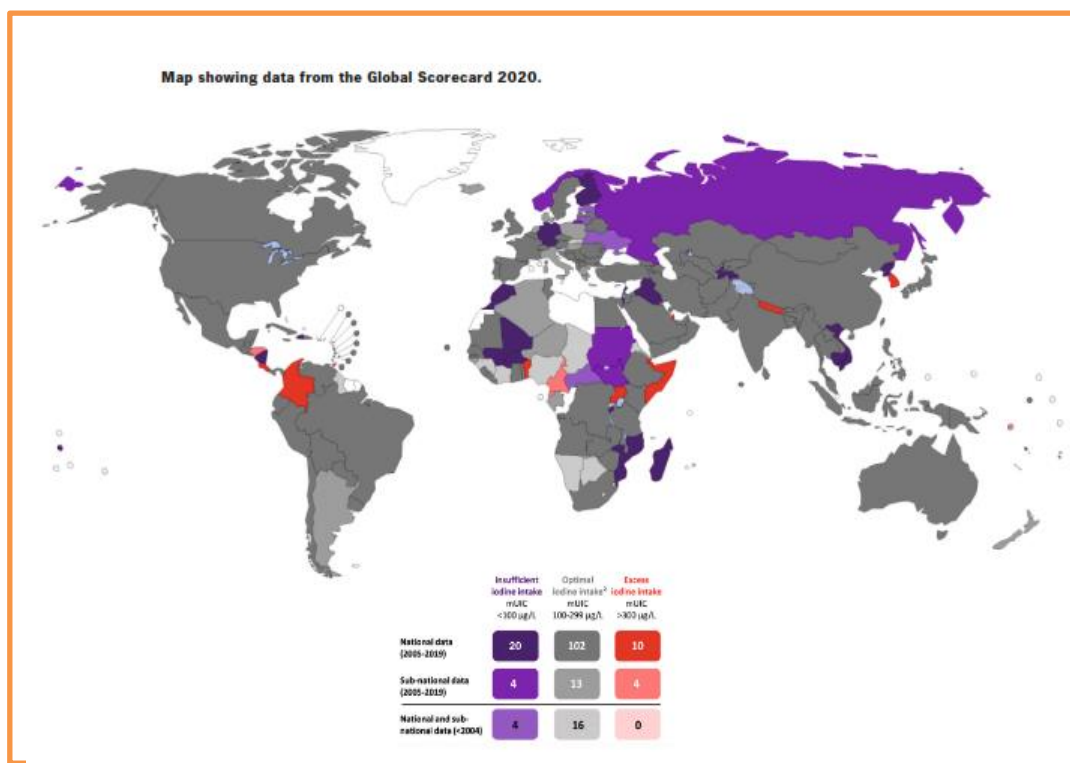 Map showing data from the Global Scorecard 2020.
Insufficient
iodine intake
mUIC
<100 µg/L
Optimal
iodine intake²
mUIC
100-299 µg/L
Excess
iodine intake
mUIC
>300 µg/L
National data
(2005-2019)
20
102
10
Sub-national data
(2005-2019)
4
13
4
National and sub-
national data (<2004)
4
16
0